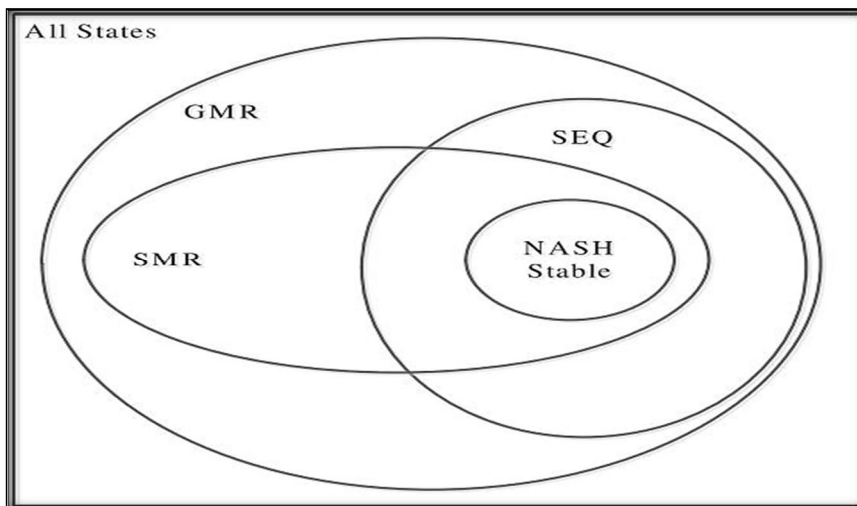 All States
GMR
SEQ
SMR
NASH
Stable